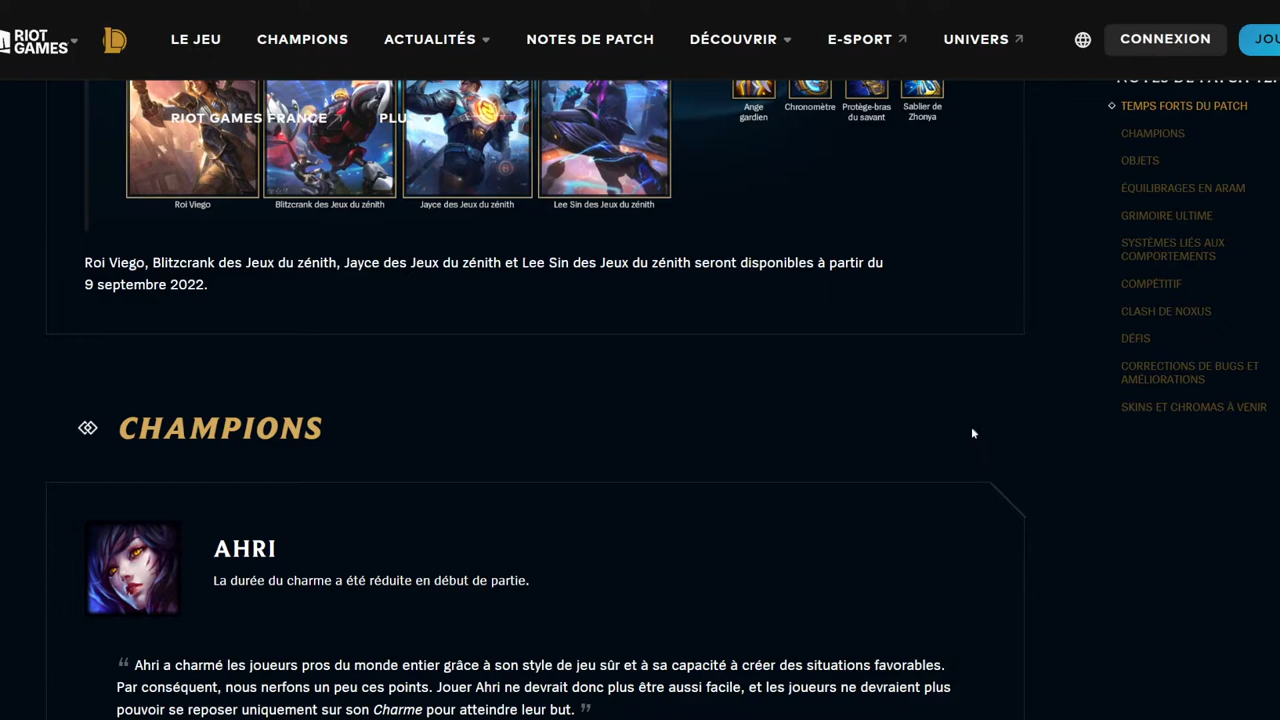 RIOT GAMES
LE JEU CHAMPIONS ACTUALITÉS NOTES DE PATCH DÉCOUVRIR E-SPORT UNIVERS CONNEXION
RIOT GAMES FRANCE
Ange gardien
Chronomètre
Protège-bras du savant
Sablier de Zhonya
Roi Viego
Blitzcrank des Jeux du zénith
Jayce des Jeux du zénith
Lee Sin des Jeux du zénith
Roi Viego, Blitzcrank des Jeux du zénith, Jayce des Jeux du zénith et Lee Sin des Jeux du zénith seront disponibles à partir du
9 septembre 2022.
CHAMPIONS
AHRI
La durée du charme a été réduite en début de partie.
“ Ahri a charmé les joueurs pros du monde entier grâce à son style de jeu sûr et à sa capacité à créer des situations favorables.
Par conséquent, nous nerfons un peu ces points. Jouer Ahri ne devrait donc plus être aussi facile, et les joueurs ne devraient plus
pouvoir se reposer uniquement sur son Charme pour atteindre leur but. ”
TEMPS FORTS DU PATCH
CHAMPIONS
OBJETS
ÉQUILIBRAGES EN ARAM
GRIMOIRE ULTIME
SYSTÈMES LIÉS AUX
COMPORTEMENTS
COMPÉTITIF
CLASH DE NOXUS
DÉFIS
CORRECTIONS DE BUGS ET
AMÉLIORATIONS
SKINS ET CHROMAS À VENIR